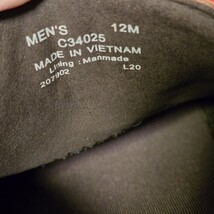 MEN'S 12M
C34025
MADE IN VIETNAM
Lining : Manmade
207902 L20